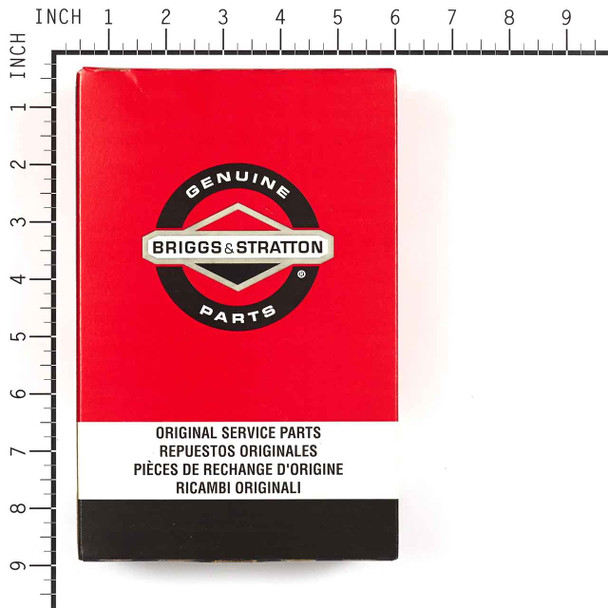 INCH 1 2 3 4 5 6 7 8 9
INCH
1
2
3
4
5
6
7
8
9
GENUINE
BRIGGS & STRATTON
®
PARTS
ORIGINAL SERVICE PARTS
REPUESTOS ORIGINALES
PIÈCES DE RECHANGE D'ORIGINE
RICAMBI ORIGINALI